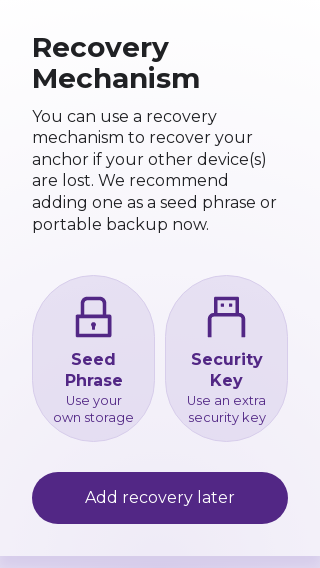 Recovery
Mechanism
You can use a recovery
mechanism to recover your
anchor if your other device(s)
are lost. We recommend
adding one as a seed phrase or
portable backup now.
Seed
Phrase
Use your
own storage
Security
Key
Use an extra
security key
Add recovery later